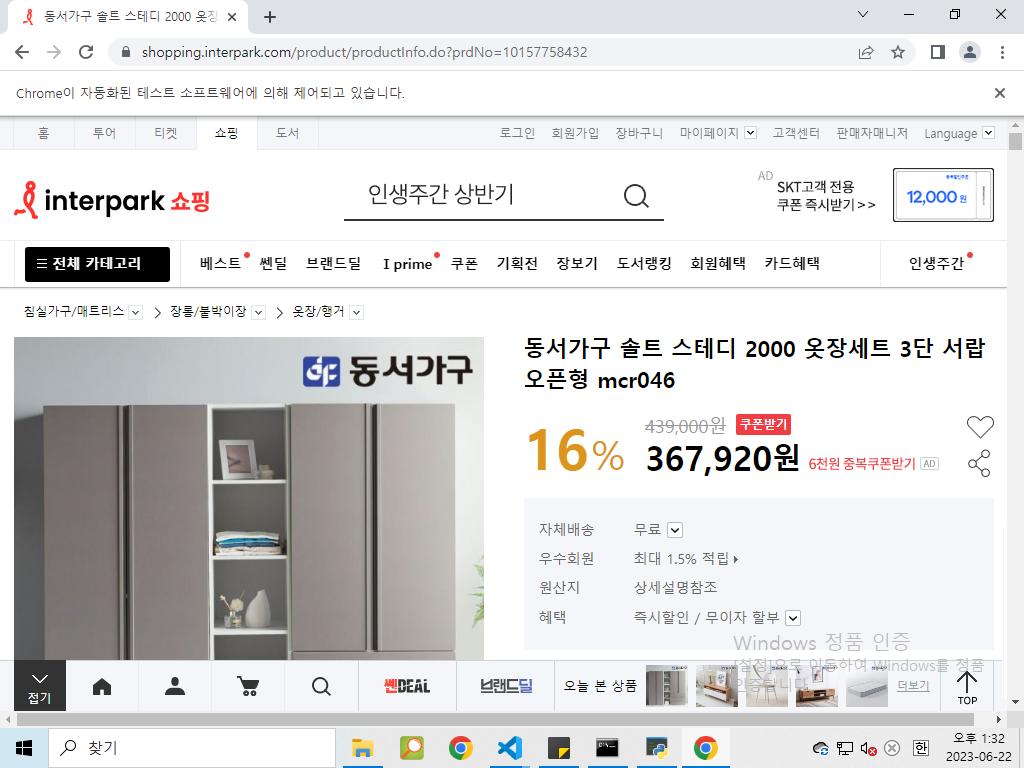 동서가구 솔트 스테디 2000 옷장
shopping.interpark.com/product/productInfo.do?prdNo=10157758432
Chrome이 자동화된 테스트 소프트웨어에 의해 제어되고 있습니다.
홈 투어 티켓 쇼핑 도서 로그인 회원가입 장바구니 마이페이지 고객센터 판매자매니저 Language
interpark 쇼핑
인생주간 상반기
AD
SKT고객 전용
쿠폰 즉시받기>>
12,000 원
전체 카테고리 베스트 쎈딜 브랜드딜 I prime 쿠폰 기획전 장보기 도서랭킹 회원혜택 카드혜택 인생주간
침실가구/매트리스 장롱/붙박이장 옷장/행거
동서가구
동서가구 솔트 스테디 2000 옷장세트 3단 서랍
오픈형 mcr046
16%
439,000원 쿠폰받기
367,920원 6천원 중복쿠폰받기 AD
자체배송 무료
우수회원 최대 1.5% 적립
원산지 상세설명참조
혜택 즉시할인 / 무이자 할부
Windows 정품 인증
[설정]으로 이동하여 Windows를 정품
인증합니다.
접기
쎈DEAL
브랜드딜
오늘 본 상품
더보기
TOP
찾기
한
오후 1:32
2023-06-22